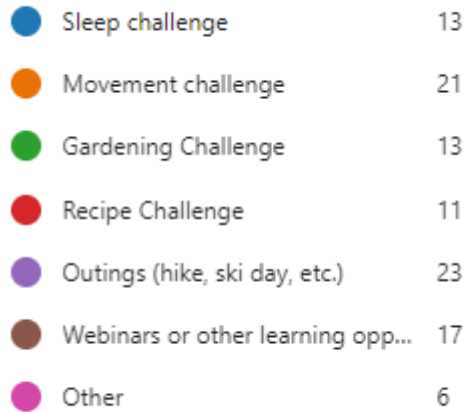 Sleep challenge 13
Movement challenge 21
Gardening Challenge 13
Recipe Challenge 11
Outings (hike, ski day, etc.) 23
Webinars or other learning opp... 17
Other 6